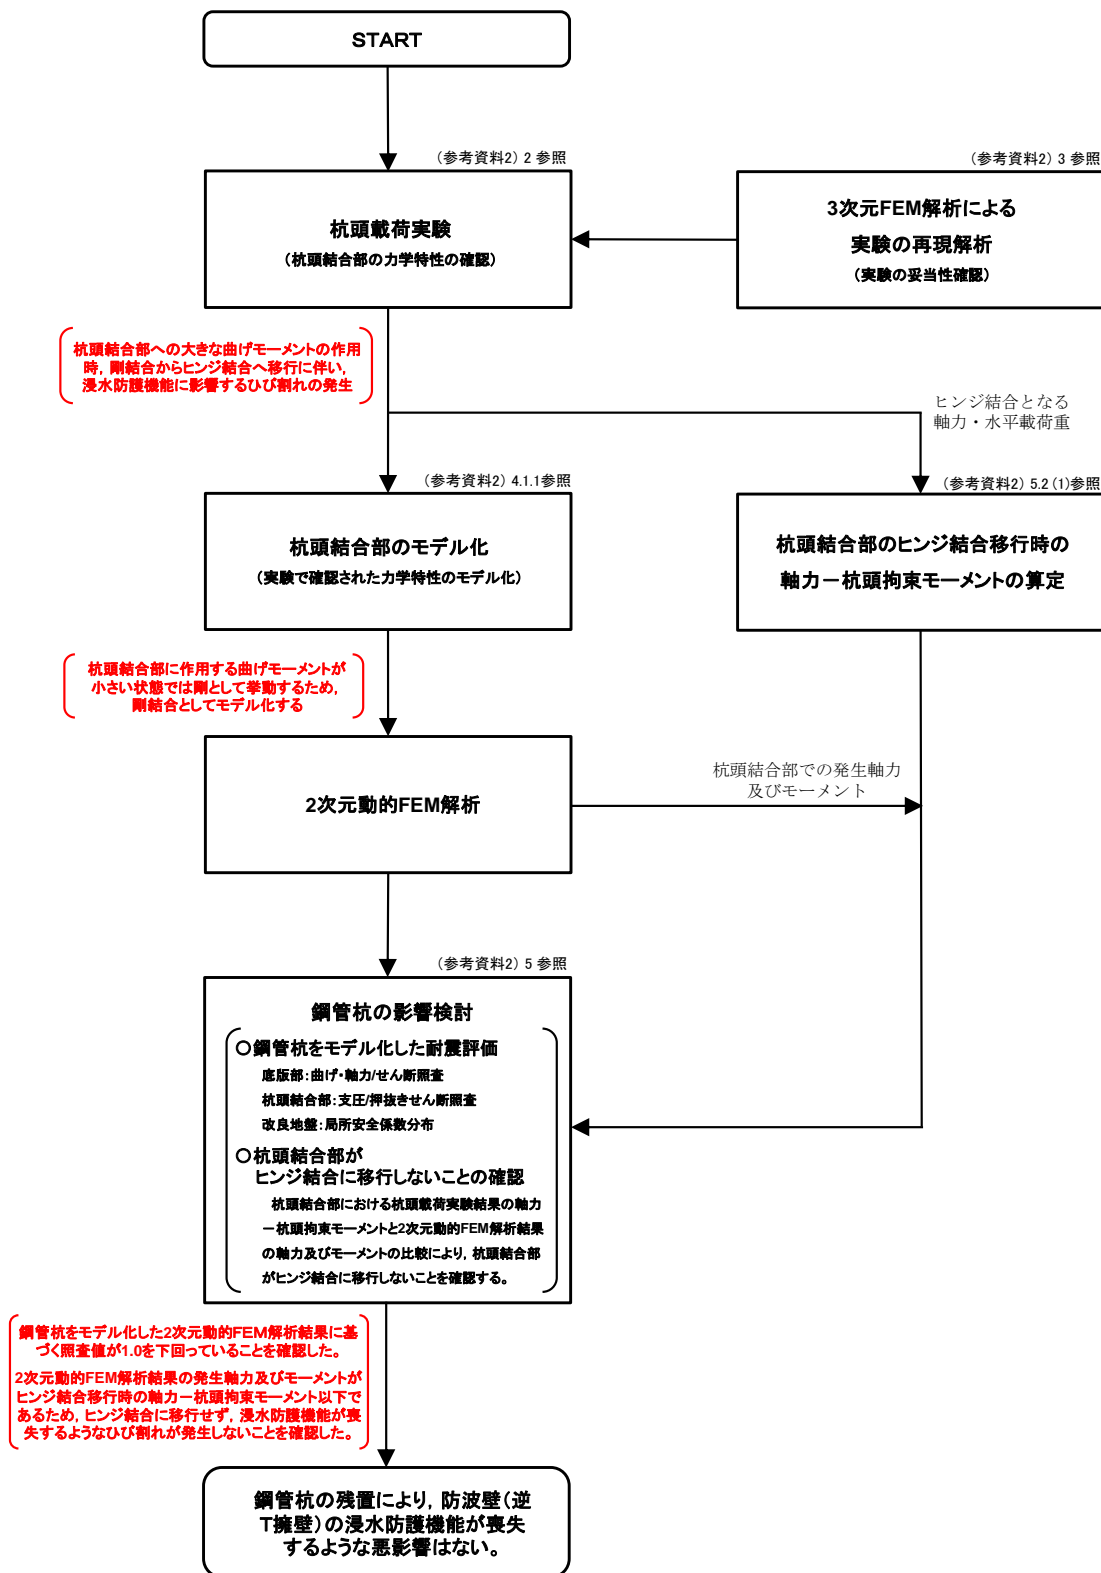 START
(参考資料2) 2 参照
杭頭載荷実験
(杭頭結合部の力学特性の確認)
(参考資料2) 3 参照
3次元FEM解析による
実験の再現解析
(実験の妥当性確認)
杭頭結合部への大きな曲げモーメントの作用
時，剛結合からヒンジ結合へ移行に伴い，
浸水防護機能に影響するひび割れの発生
ヒンジ結合となる
軸力・水平載荷重
(参考資料2) 4.1.1参照
杭頭結合部のモデル化
(実験で確認された力学特性のモデル化)
(参考資料2) 5.2 (1)参照
杭頭結合部のヒンジ結合移行時の
軸力－杭頭拘束モーメントの算定
杭頭結合部に作用する曲げモーメントが
小さい状態では剛として挙動するため，
剛結合としてモデル化する
2次元動的FEM解析
杭頭結合部での発生軸力
及びモーメント
(参考資料2) 5 参照
鋼管杭の影響検討
○鋼管杭をモデル化した耐震評価
底版部：曲げ・軸力/せん断照査
杭頭結合部：支圧/押抜きせん断照査
改良地盤：局所安全係数分布
○杭頭結合部が
ヒンジ結合に移行しないことの確認
杭頭結合部における杭頭載荷実験結果の軸力
－杭頭拘束モーメントと2次元動的FEM解析結果
の軸力及びモーメントの比較により，杭頭結合部
がヒンジ結合に移行しないことを確認する。
鋼管杭をモデル化した2次元動的FEM解析結果に基
づく照査値が1.0を下回っていることを確認した。
2次元動的FEM解析結果の発生軸力及びモーメントが
ヒンジ結合移行時の軸力－杭頭拘束モーメント以下で
あるため，ヒンジ結合に移行せず，浸水防護機能が喪
失するようなひび割れが発生しないことを確認した。
鋼管杭の残置により，防波壁（逆
T擁壁）の浸水防護機能が喪失
するような悪影響はない。